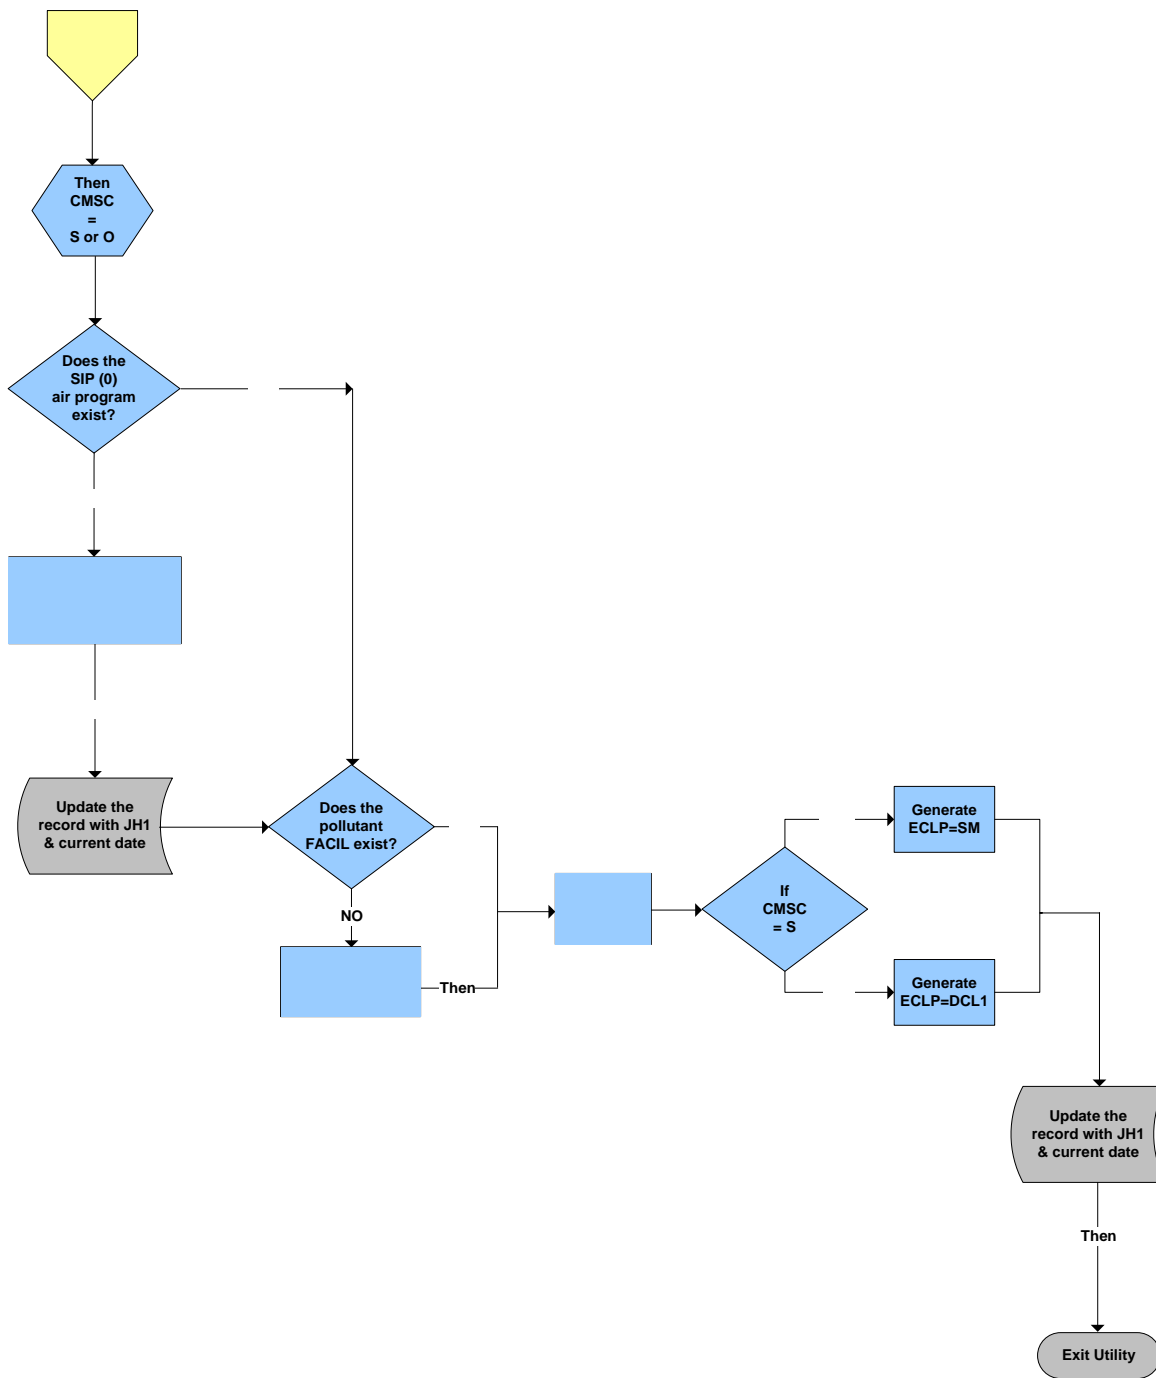 Then
CMSC
=
S or O
Does the
SIP (0)
air program
exist?
Update the
record with JH1
& current date
Does the
pollutant
FACIL exist?
NO
Then
If
CMSC
= S
Generate
ECLP=SM
Generate
ECLP=DCL1
Update the
record with JH1
& current date
Then
Exit Utility